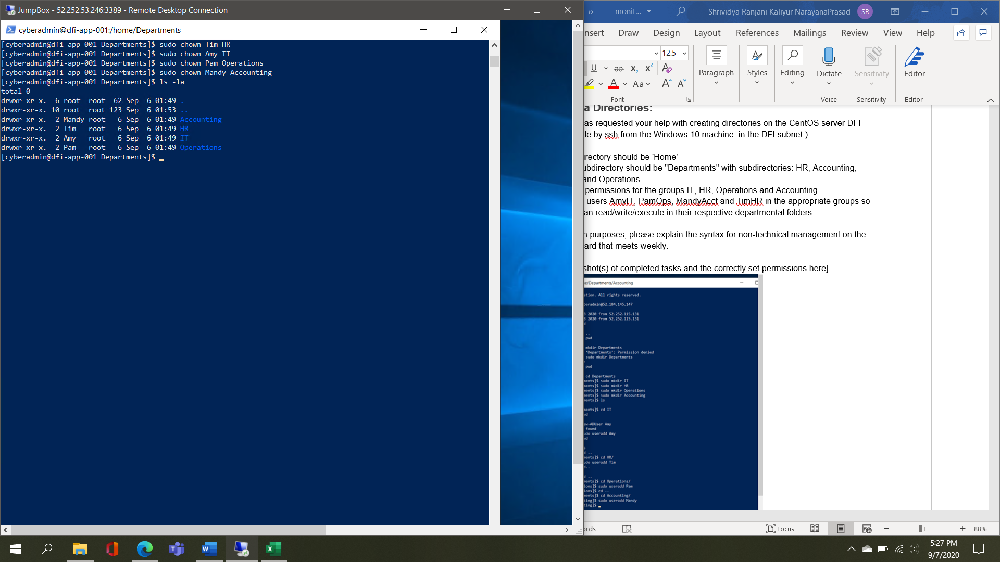 JumpBox - 52.252.53.246:3389 - Remote Desktop Connection
cyberadmin@dfi-app-001:/home/Departments
[cyberadmin@dfi-app-001 Departments]$ sudo chown Tim HR
[cyberadmin@dfi-app-001 Departments]$ sudo chown Amy IT
[cyberadmin@dfi-app-001 Departments]$ sudo chown Pam Operations
[cyberadmin@dfi-app-001 Departments]$ sudo chown Mandy Accounting
[cyberadmin@dfi-app-001 Departments]$ ls -la
total 0
drwxr-xr-x.  6 root  root  62 Sep  6 01:49 .
drwxr-xr-x. 10 root  root 123 Sep  6 01:53 ..
drwxr-xr-x.  2 Mandy root   6 Sep  6 01:49 Accounting
drwxr-xr-x.  2 Tim   root   6 Sep  6 01:49 HR
drwxr-xr-x.  2 Amy   root   6 Sep  6 01:49 IT
drwxr-xr-x.  2 Pam   root   6 Sep  6 01:49 Operations
[cyberadmin@dfi-app-001 Departments]$
monit...
Shrividya Ranjani Kaliyur NarayanaPrasad SR
nsert Draw Design Layout References Mailings Review View Help
12.5
Paragraph Styles Editing Dictate Sensitivity Editor
Font Voice Sensitivity Editor
a Directories:
as requested your help with creating directories on the CentOS server DFI-
le by ssh from the Windows 10 machine. in the DFI subnet.)
irectory should be 'Home'
ubdirectory should be "Departments" with subdirectories: HR, Accounting,
and Operations.
permissions for the groups IT, HR, Operations and Accounting
users AmyIT, PamOps, MandyAcct and TimHR in the appropriate groups so
an read/write/execute in their respective departmental folders.
n purposes, please explain the syntax for non-technical management on the
ard that meets weekly.
shot(s) of completed tasks and the correctly set permissions here]
me/Departments/Accounting
ation. All rights reserved.
beradmin@52.184.145.147
8 2020 from 52.252.115.131
8 2020 from 52.252.115.131
d
..
pwd
mkdir Departments
'Departments': Permission denied
sudo mkdir Departments
:
pwd
cd Departments
ments]$ sudo mkdir IT
ments]$ sudo mkdir HR
ments]$ sudo mkdir Operations
ments]$ sudo mkdir Accounting
ments]$ ls
ments]$ cd IT
wd
ew-ADUser Amy
found
udo useradd Amy
wd
s
d ..
ments]$ cd HR/
udo useradd Tim
d..
d ..
ments]$ cd Operations/
ions]$ sudo useradd Pam
ions]$ cd ..
ments]$ cd Accounting/
ting]$ sudo useradd Mandy
ting]$
ords
Focus
88%
5:27 PM
9/7/2020